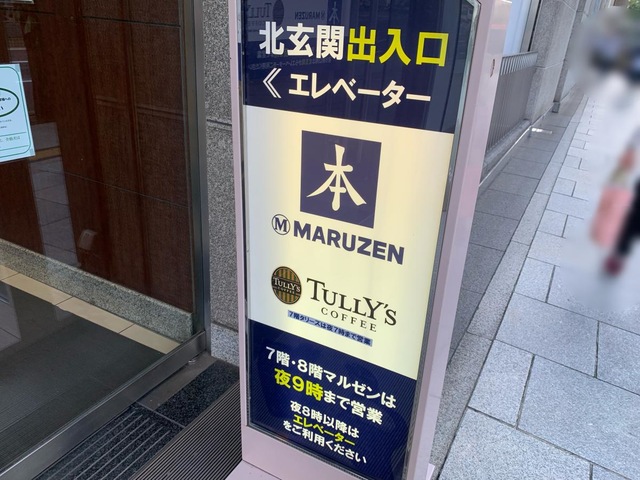 北玄関出入口
《エレベーター
本
M MARUZEN
TULLY'S COFFEE
TULLY'S
COFFEE
7階タリーズは夜7時まで営業
7階・8階マルゼンは
夜9時まで営業
夜8時以降は
エレベーター
をご利用ください